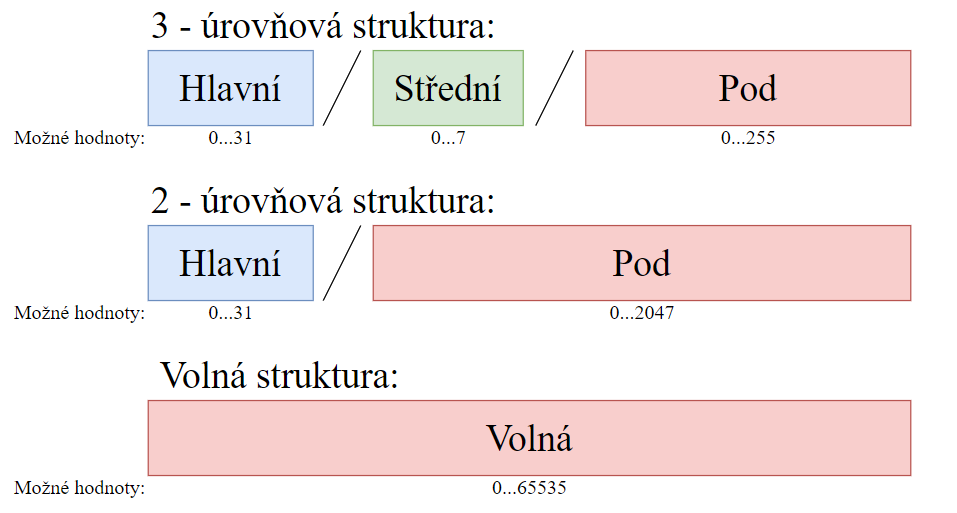 3 - úrovňová struktura:
Hlavní / Střední / Pod
Možné hodnoty: 0...31 0...7 0...255
2 - úrovňová struktura:
Hlavní / Pod
Možné hodnoty: 0...31 0...2047
Volná struktura:
Volná
Možné hodnoty: 0...65535